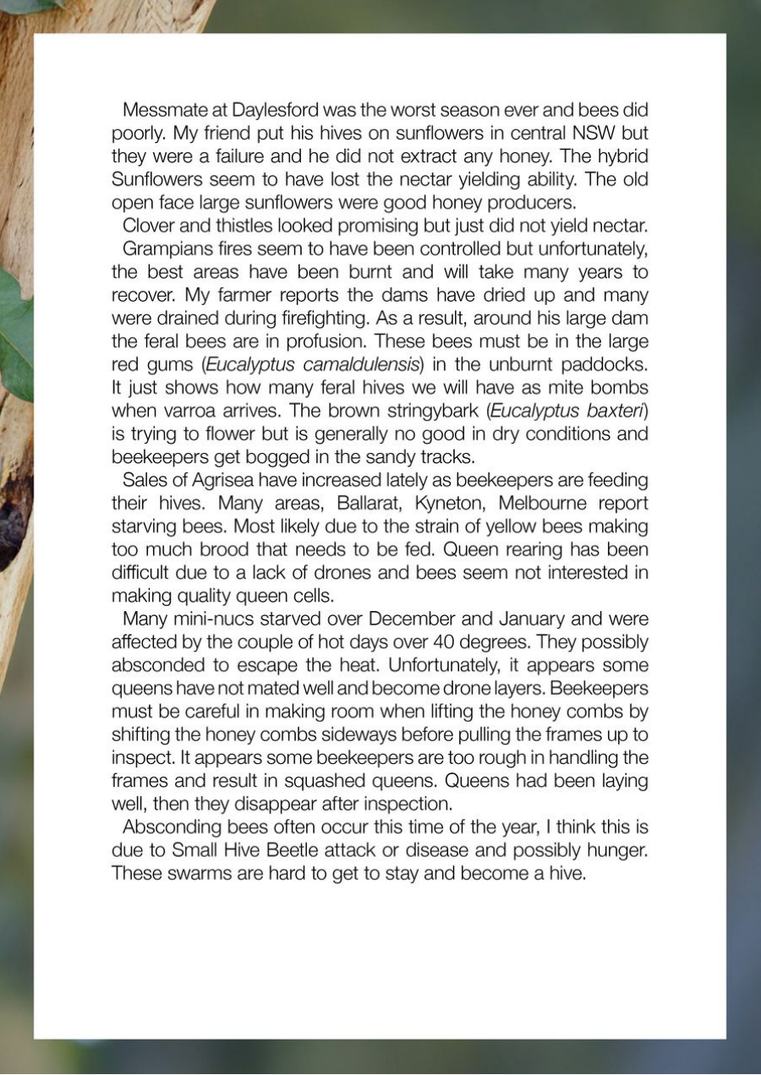 Messmate at Daylesford was the worst season ever and bees did
poorly. My friend put his hives on sunflowers in central NSW but
they were a failure and he did not extract any honey. The hybrid
Sunflowers seem to have lost the nectar yielding ability. The old
open face large sunflowers were good honey producers.
Clover and thistles looked promising but just did not yield nectar.
Grampians fires seem to have been controlled but unfortunately,
the best areas have been burnt and will take many years to
recover. My farmer reports the dams have dried up and many
were drained during firefighting. As a result, around his large dam
the feral bees are in profusion. These bees must be in the large
red gums (Eucalyptus camaldulensis) in the unburnt paddocks.
It just shows how many feral hives we will have as mite bombs
when varroa arrives. The brown stringybark (Eucalyptus baxteri)
is trying to flower but is generally no good in dry conditions and
beekeepers get bogged in the sandy tracks.
Sales of Agrisea have increased lately as beekeepers are feeding
their hives. Many areas, Ballarat, Kyneton, Melbourne report
starving bees. Most likely due to the strain of yellow bees making
too much brood that needs to be fed. Queen rearing has been
difficult due to a lack of drones and bees seem not interested in
making quality queen cells.
Many mini-nucs starved over December and January and were
affected by the couple of hot days over 40 degrees. They possibly
absconded to escape the heat. Unfortunately, it appears some
queens have not mated well and become drone layers. Beekeepers
must be careful in making room when lifting the honey combs by
shifting the honey combs sideways before pulling the frames up to
inspect. It appears some beekeepers are too rough in handling the
frames and result in squashed queens. Queens had been laying
well, then they disappear after inspection.
Absconding bees often occur this time of the year, I think this is
due to Small Hive Beetle attack or disease and possibly hunger.
These swarms are hard to get to stay and become a hive.